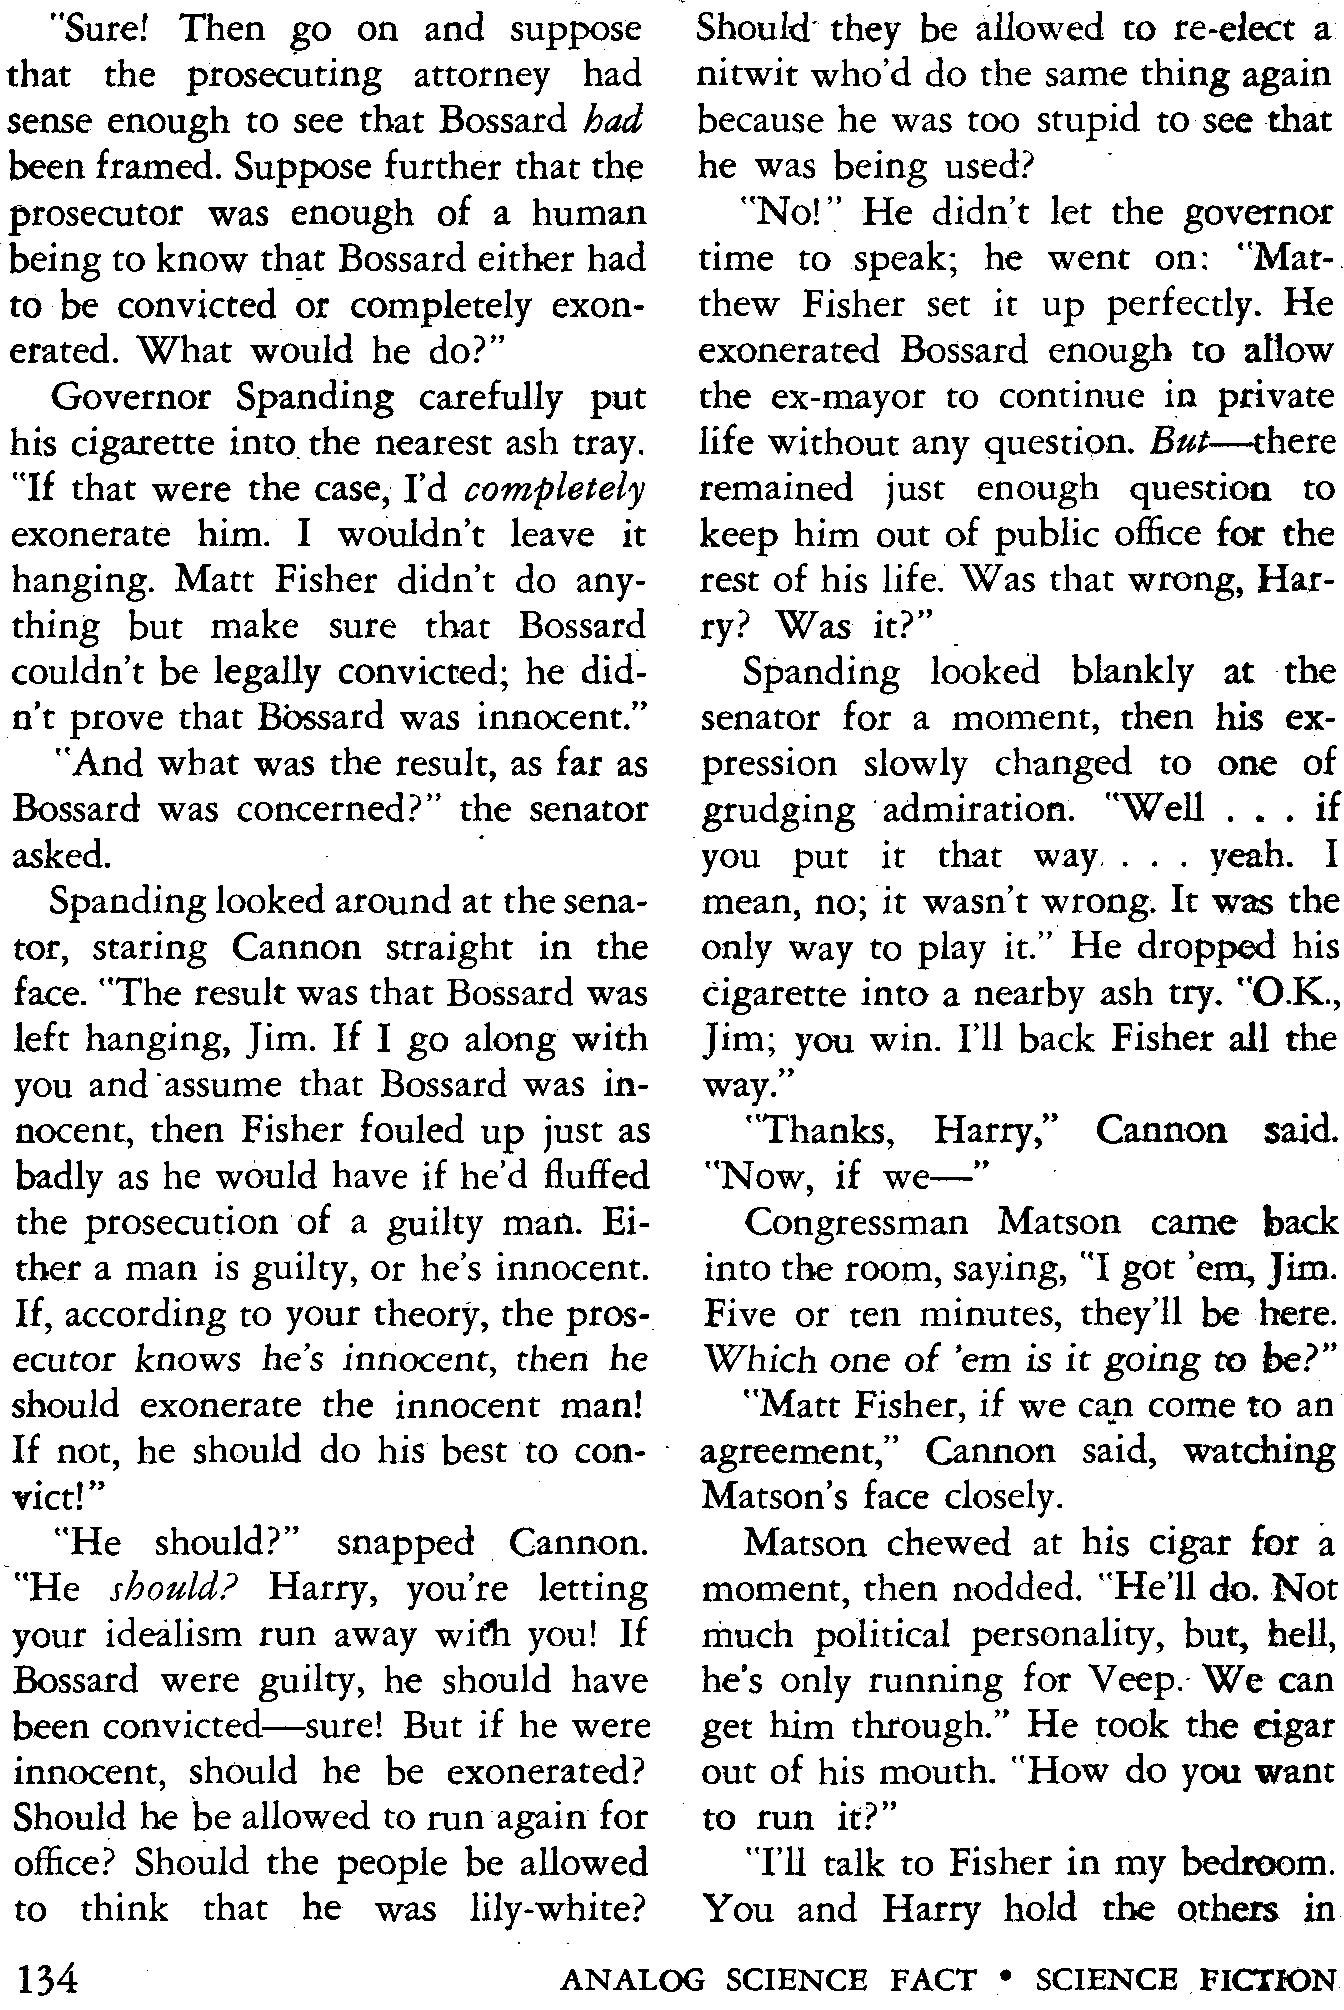 "Sure! Then go on and suppose
that the prosecuting attorney had
sense enough to see that Bossard had
been framed. Suppose further that the
prosecutor was enough of a human
being to know that Bossard either had
to be convicted or completely exon-
erated. What would he do?"
Governor Spanding carefully put
his cigarette into the nearest ash tray.
"If that were the case, I'd completely
exonerate him. I wouldn't leave it
hanging. Matt Fisher didn't do any-
thing but make sure that Bossard
couldn't be legally convicted; he did-
n't prove that Bossard was innocent."
"And what was the result, as far as
Bossard was concerned?" the senator
asked.
Spanding looked around at the sena-
tor, staring Cannon straight in the
face. "The result was that Bossard was
left hanging, Jim. If I go along with
you and assume that Bossard was in-
nocent, then Fisher fouled up just as
badly as he would have if he'd fluffed
the prosecution of a guilty man. Ei-
ther a man is guilty, or he's innocent.
If, according to your theory, the pros-
ecutor knows he's innocent, then he
should exonerate the innocent man!
If not, he should do his best to con-
vict!"
"He should?" snapped Cannon.
"He should? Harry, you're letting
your idealism run away with you! If
Bossard were guilty, he should have
been convicted—sure! But if he were
innocent, should he be exonerated?
Should he be allowed to run again for
office? Should the people be allowed
to think that he was lily-white?
Should they be allowed to re-elect a
nitwit who'd do the same thing again
because he was too stupid to see that
he was being used?
"No!" He didn't let the governor
time to speak; he went on: "Mat-
thew Fisher set it up perfectly. He
exonerated Bossard enough to allow
the ex-mayor to continue in private
life without any question. But—there
remained just enough question to
keep him out of public office for the
rest of his life. Was that wrong, Har-
ry? Was it?"
Spanding looked blankly at the
senator for a moment, then his ex-
pression slowly changed to one of
grudging admiration. "Well . . . if
you put it that way . . . yeah. I
mean, no; it wasn't wrong. It was the
only way to play it." He dropped his
cigarette into a nearby ash try. "O.K.,
Jim; you win. I'll back Fisher all the
way."
"Thanks, Harry," Cannon said.
"Now, if we—"
Congressman Matson came back
into the room, saying, "I got 'em, Jim.
Five or ten minutes, they'll be here.
Which one of 'em is it going to be?"
"Matt Fisher, if we can come to an
agreement," Cannon said, watching
Matson's face closely.
Matson chewed at his cigar for a
moment, then nodded. "He'll do. Not
much political personality, but, hell,
he's only running for Veep. We can
get him through." He took the cigar
out of his mouth. "How do you want
to run it?"
"I'll talk to Fisher in my bedroom.
You and Harry hold the others in
134
ANALOG SCIENCE FACT • SCIENCE FICTION